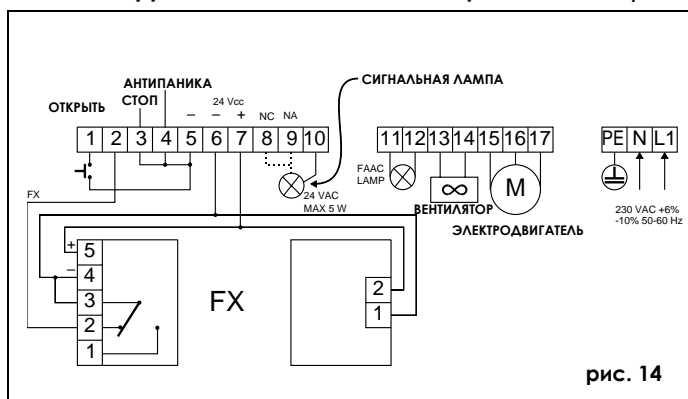 АНТИПАНИКА
СИГНАЛЬНАЯ ЛАМПА
ОТКРЫТЬ СТОП 24 Vcc
– – + NC NA
1 2 3 4 5 6 7 8 9 10
11 12 13 14 15 16 17
PE N L1
FAAC
LAMP
M
24 VAC
MAX 5 W
ВЕНТИЛЯТОР
ЭЛЕКТРОДВИГАТЕЛЬ
230 VAC +6%
-10% 50-60 Hz
FX
+ 5
– 4
3
2
1
FX
2
1
рис. 14